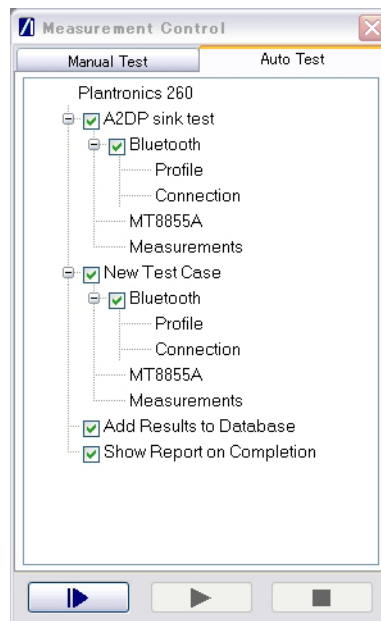 Measurement Control
Manual Test
Auto Test
Plantronics 260
A2DP sink test
Bluetooth
Profile
Connection
MT8855A
Measurements
New Test Case
Bluetooth
Profile
Connection
MT8855A
Measurements
Add Results to Database
Show Report on Completion